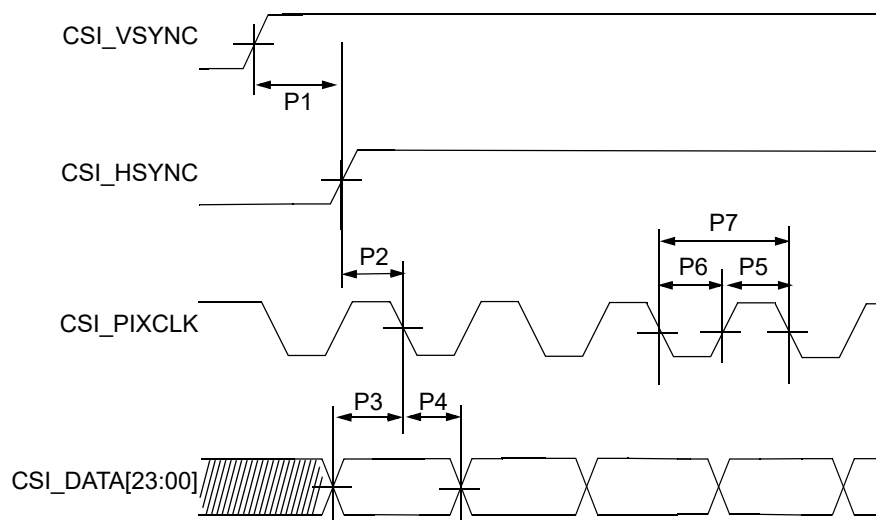 CSI_VSYNC
P1
CSI_HSYNC
P7
P2
P6
P5
CSI_PIXCLK
P3
P4
CSI_DATA[23:00]